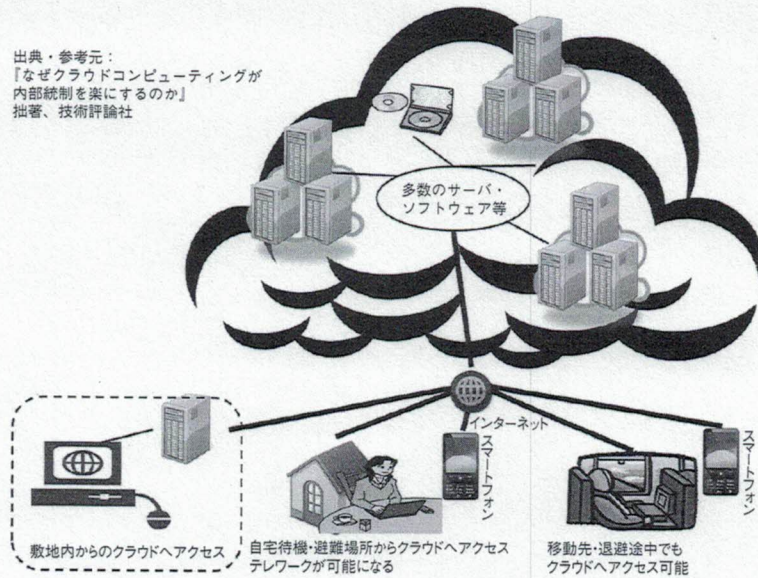 出典・参考元：
『なぜクラウドコンピューティングが
内部統制を楽にするのか』
拙著、技術評論社
多数のサーバ・
ソフトウェア等
インターネット
スマートフォン
スマートフォン
敷地内からのクラウドへアクセス
自宅待機・避難場所からクラウドへアクセス
テレワークが可能になる
移動先・退避途中でも
クラウドへアクセス可能